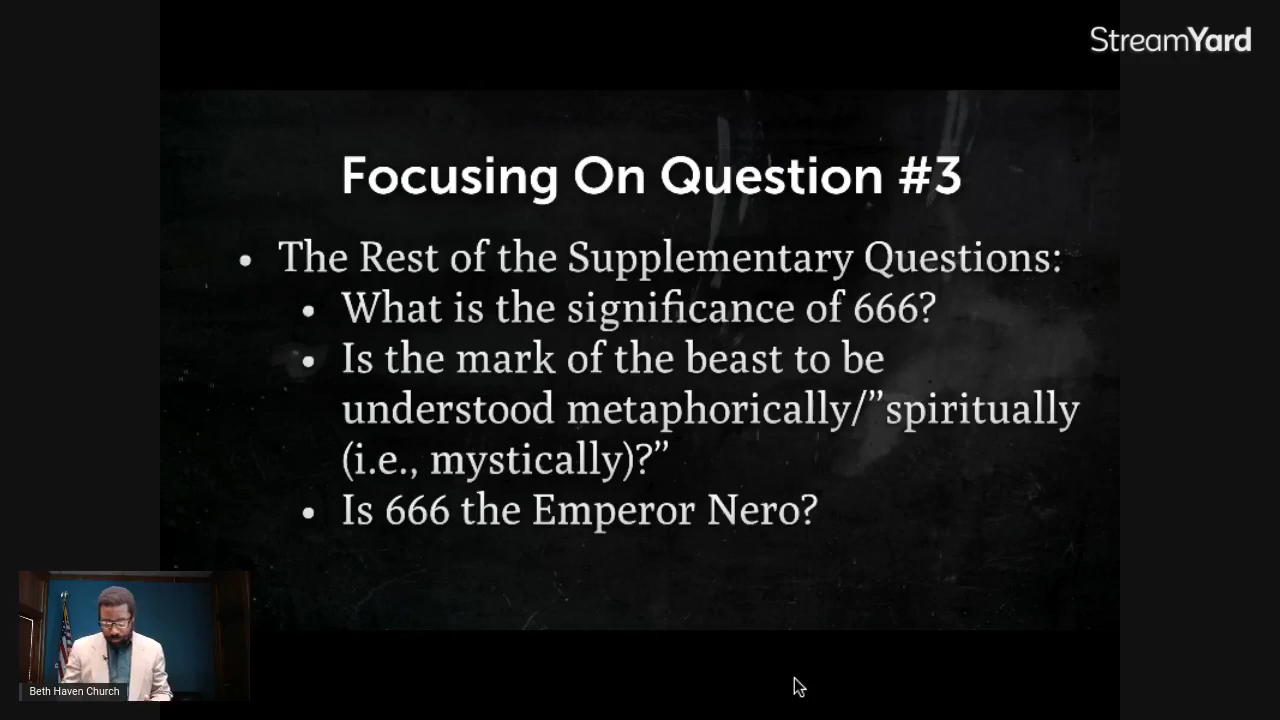 StreamYard
Focusing On Question #3
• The Rest of the Supplementary Questions:
• What is the significance of 666?
• Is the mark of the beast to be
understood metaphorically/”spiritually
(i.e., mystically)?”
• Is 666 the Emperor Nero?
Beth Haven Church